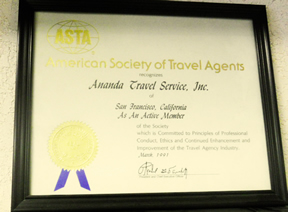 ASTA
American Society of Travel Agents
recognizes
Ananda Travel Service, Inc.
of
San Francisco, California
As An Active Member
of the Society
which is Committed to Principles of Professional
Conduct, Ethics and Continued Enhancement and
Improvement of the Travel Agency Industry.
March